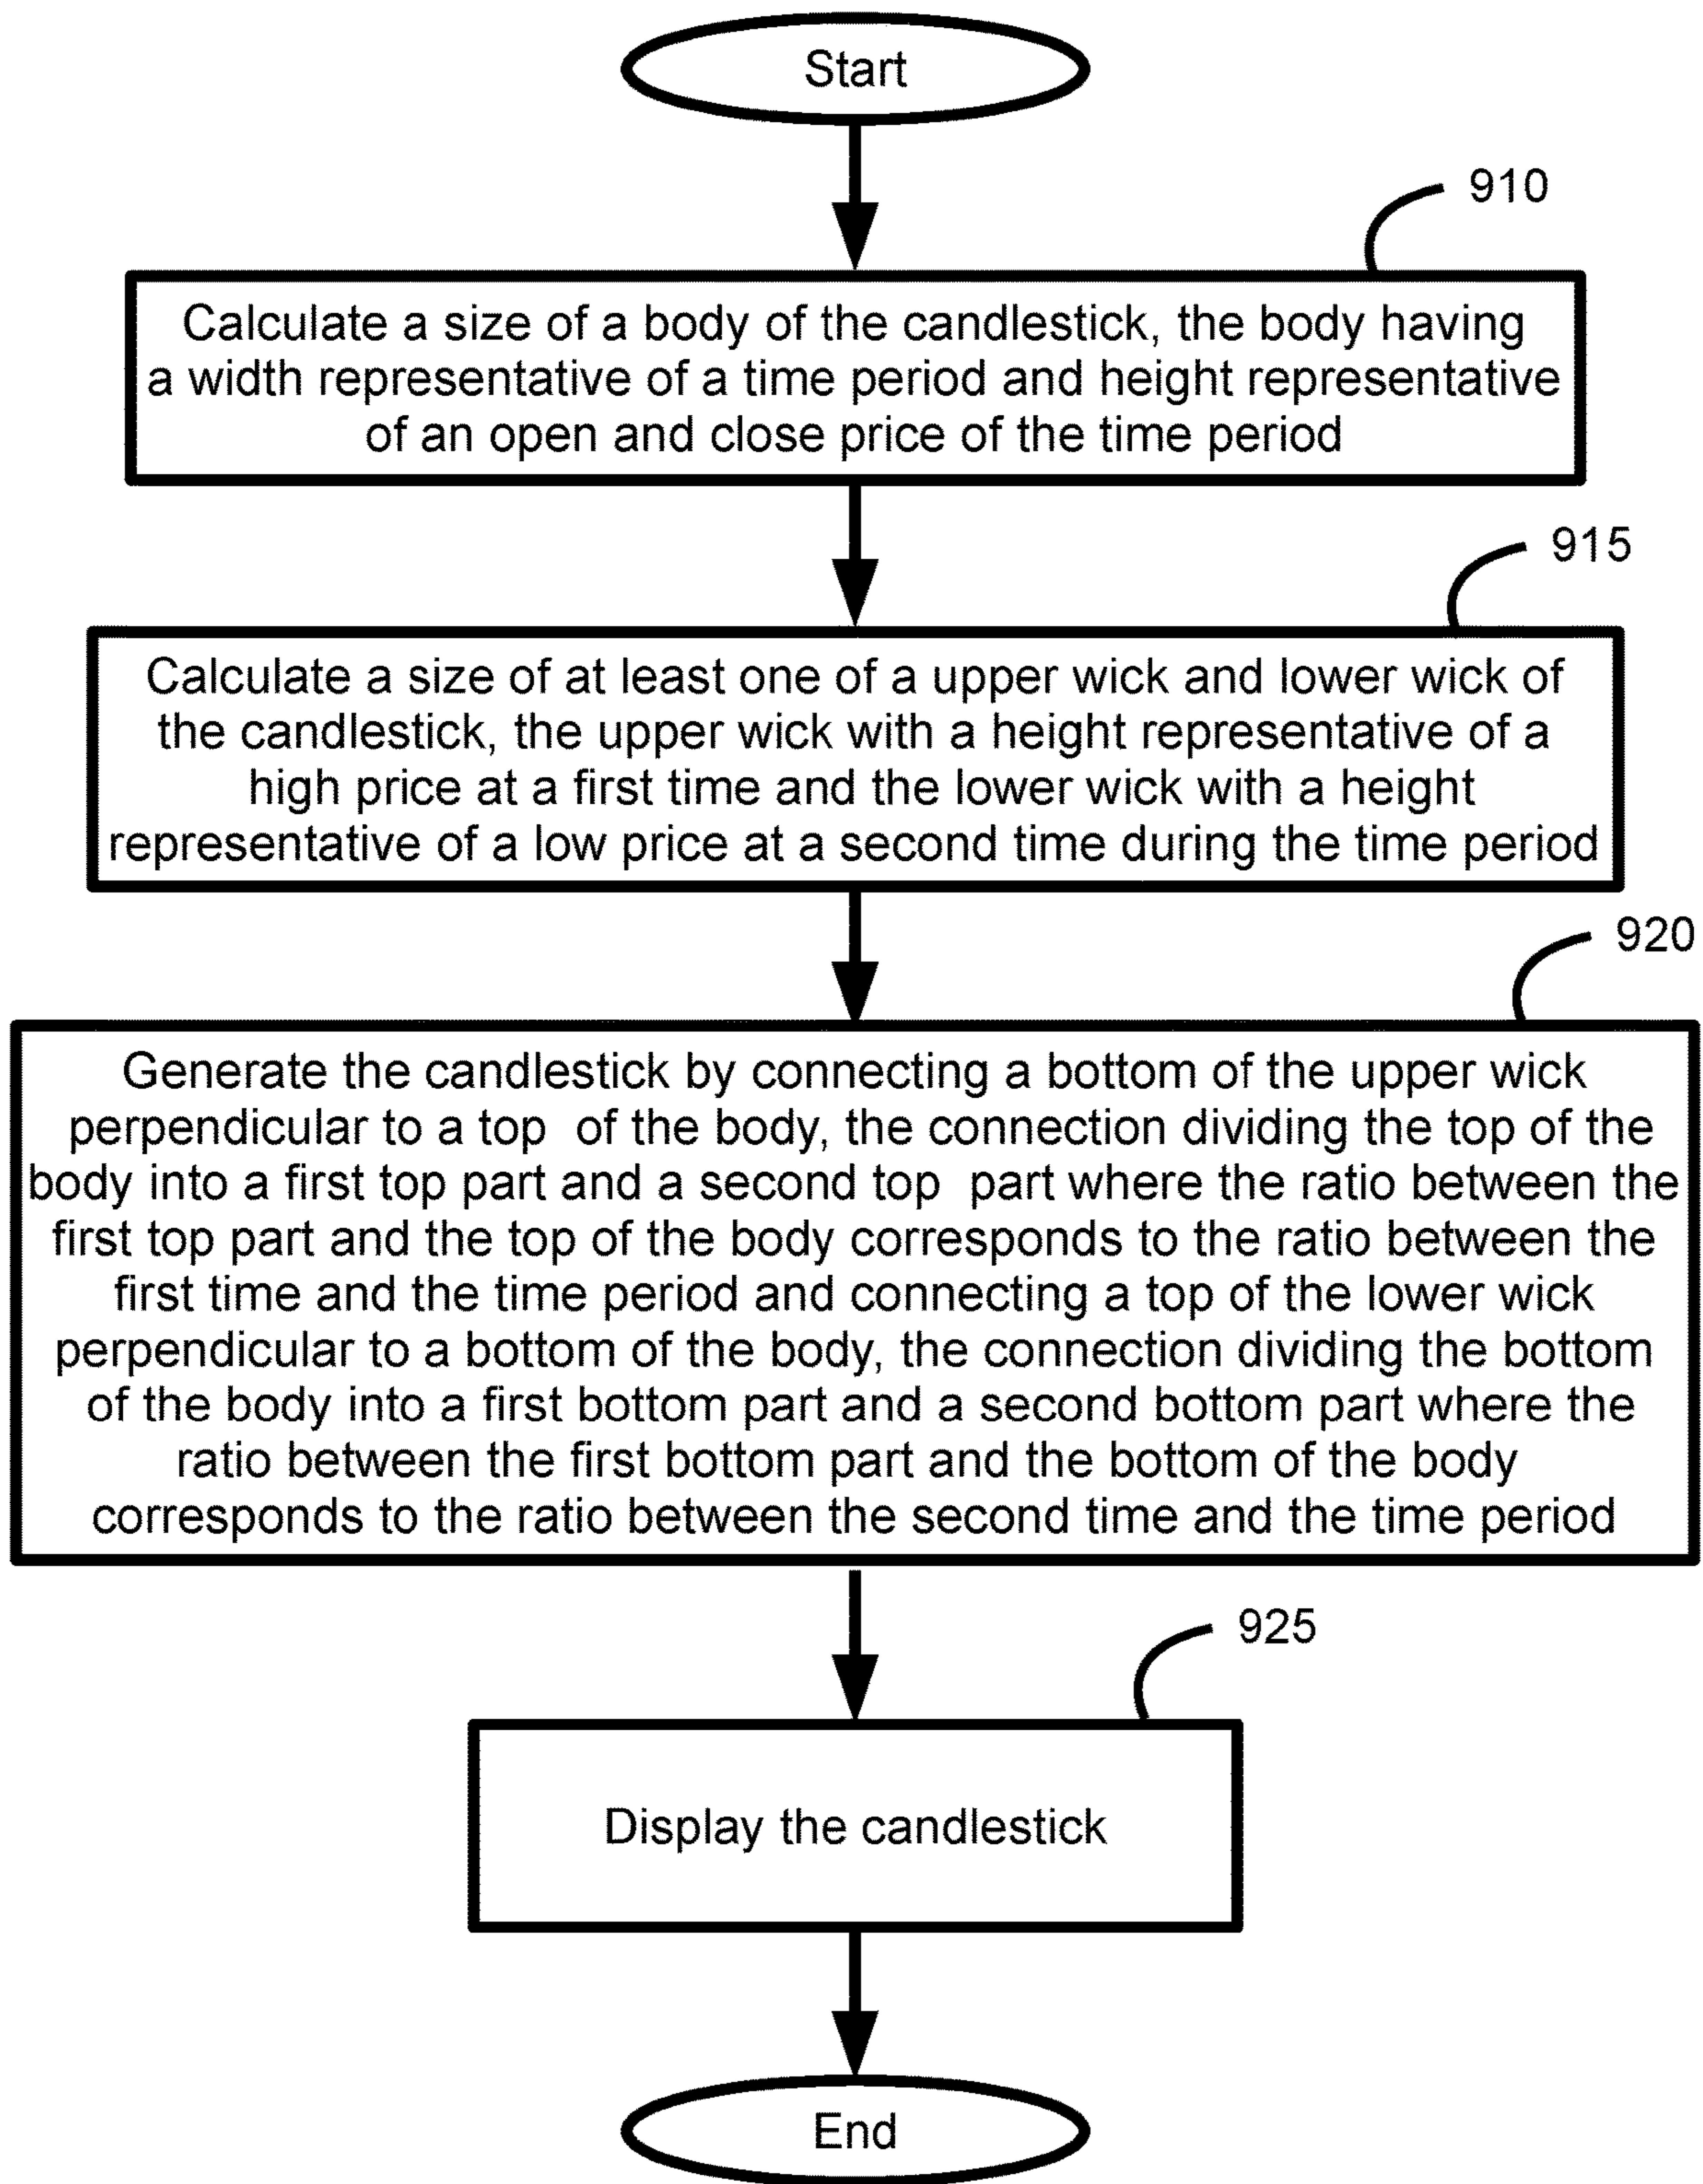 Start
910
Calculate a size of a body of the candlestick, the body having
a width representative of a time period and height representative
of an open and close price of the time period
915
Calculate a size of at least one of a upper wick and lower wick of
the candlestick, the upper wick with a height representative of a
high price at a first time and the lower wick with a height
representative of a low price at a second time during the time period
920
Generate the candlestick by connecting a bottom of the upper wick
perpendicular to a top of the body, the connection dividing the top of the
body into a first top part and a second top part where the ratio between the
first top part and the top of the body corresponds to the ratio between the
first time and the time period and connecting a top of the lower wick
perpendicular to a bottom of the body, the connection dividing the bottom
of the body into a first bottom part and a second bottom part where the
ratio between the first bottom part and the bottom of the body
corresponds to the ratio between the second time and the time period
925
Display the candlestick
End